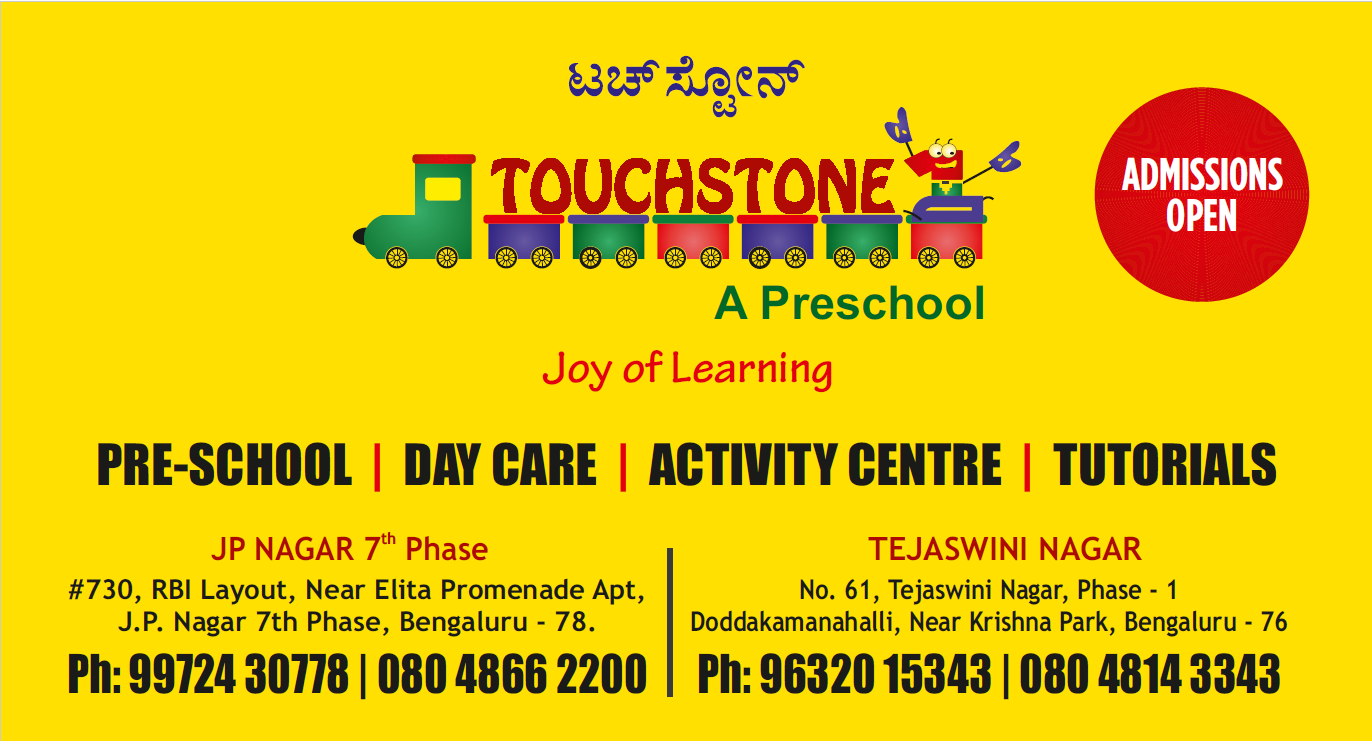 ಟಚ್ ಸ್ಟೋನ್
TOUCHSTONE
A Preschool
ADMISSIONS
OPEN
Joy of Learning
PRE-SCHOOL | DAY CARE | ACTIVITY CENTRE | TUTORIALS
JP NAGAR 7th Phase
#730, RBI Layout, Near Elita Promenade Apt,
J.P. Nagar 7th Phase, Bengaluru - 78.
Ph: 99724 30778 | 080 4866 2200
TEJASWINI NAGAR
No. 61, Tejaswini Nagar, Phase - 1
Doddakamanahalli, Near Krishna Park, Bengaluru - 76
Ph: 96320 15343 | 080 4814 3343